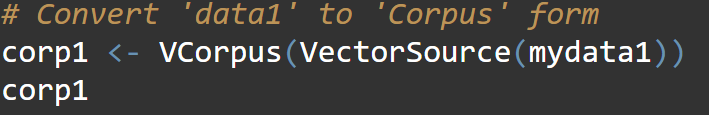 # Convert 'data1' to 'Corpus' form
corp1 <- VCorpus(VectorSource(mydata1))
corp1